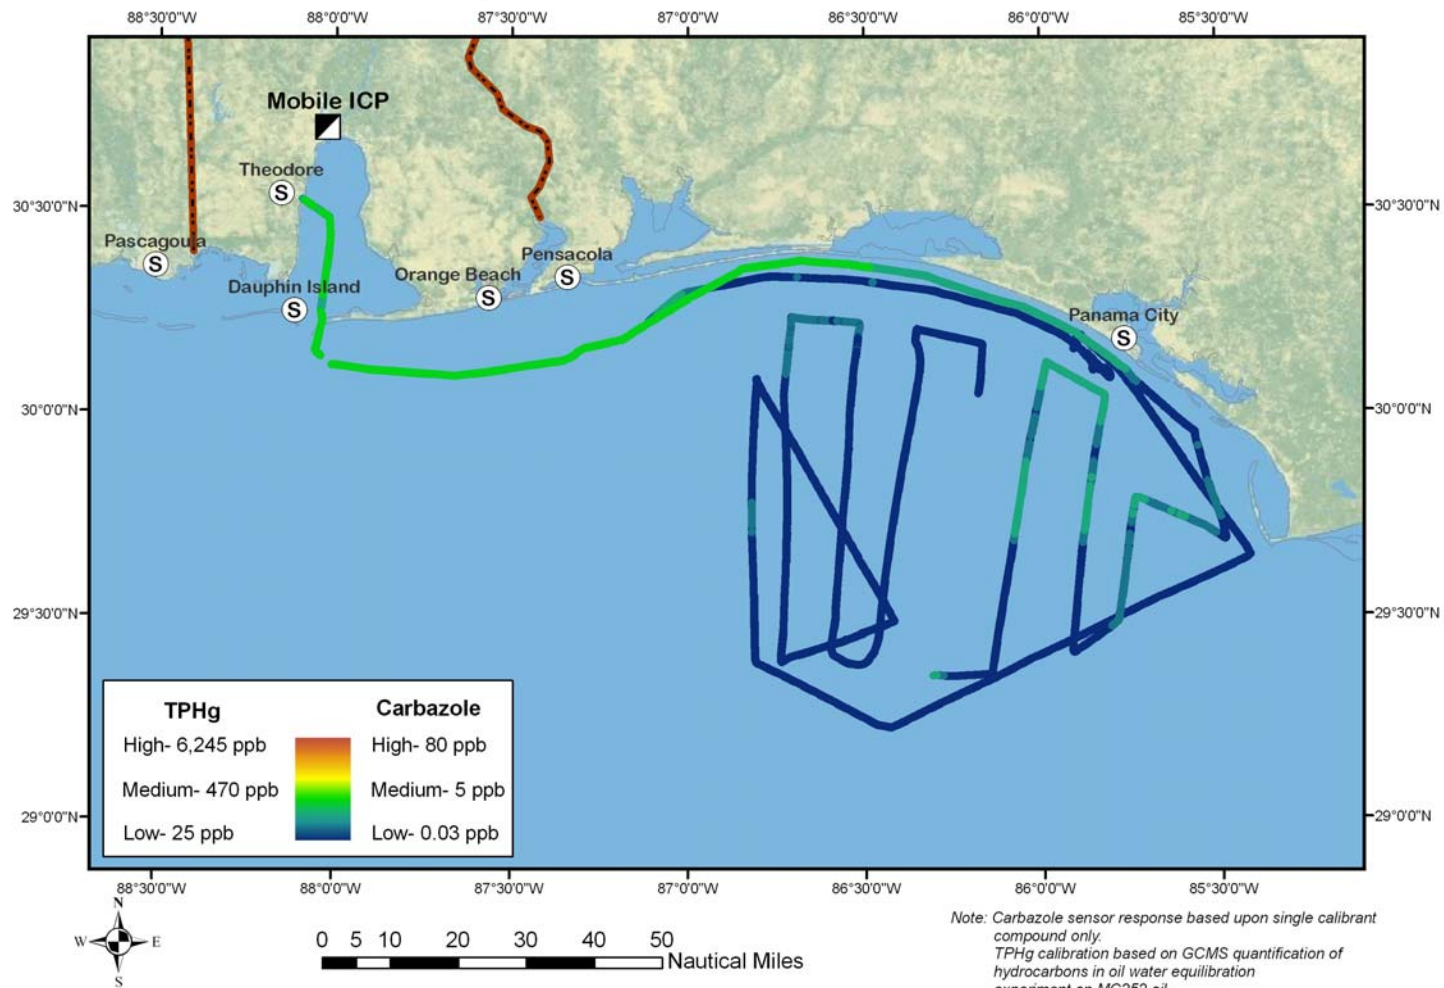 88°30'0"W 88°0'0"W 87°30'0"W 87°0'0"W 86°30'0"W 86°0'0"W 85°30'0"W
Mobile ICP
Theodore
S
30°30'0"N 30°30'0"N
Pascagoula
S
Dauphin Island
S
Orange Beach
S
Pensacola
S
Panama City
S
30°0'0"N 30°0'0"N
29°30'0"N 29°30'0"N
29°0'0"N 29°0'0"N
TPHg Carbazole
High- 6,245 ppb High- 80 ppb
Medium- 470 ppb Medium- 5 ppb
Low- 25 ppb Low- 0.03 ppb
88°30'0"W 88°0'0"W 87°30'0"W 87°0'0"W 86°30'0"W 86°0'0"W 85°30'0"W
N
W E
S
0 5 10 20 30 40 50
Nautical Miles
Note: Carbazole sensor response based upon single calibrant
compound only.
TPHg calibration based on GCMS quantification of
hydrocarbons in oil water equilibration
experiment on MC252 oil